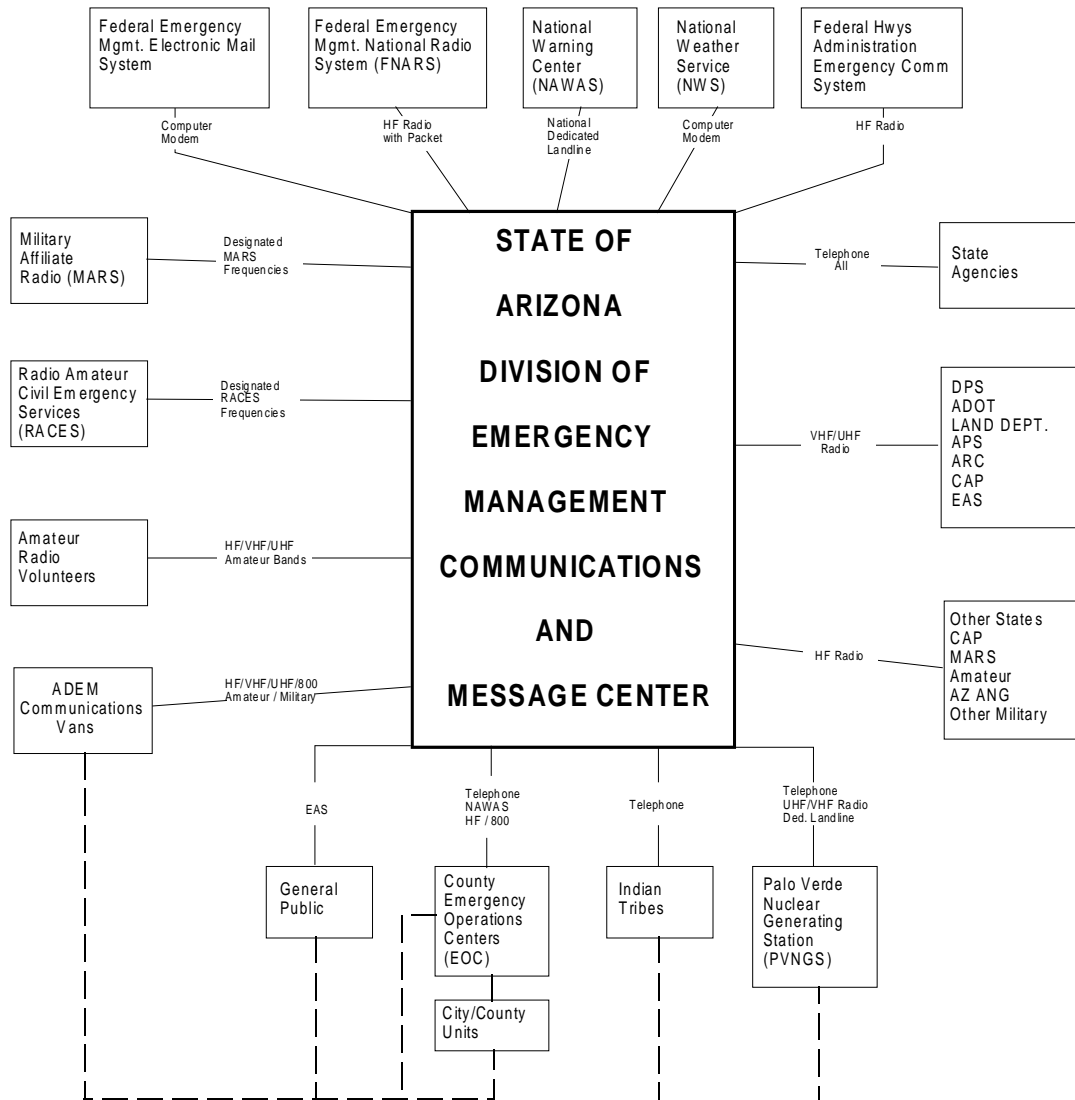 Federal Emergency
Mgmt. Electronic Mail
System
Federal Emergency
Mgmt. National Radio
System (FNARS)
National
Warning
Center
(NAWAS)
National
Weather
Service
(NWS)
Federal Hwys
Administration
Emergency Comm
System
Computer
Modem
HF Radio
with Packet
National
Dedicated
Landline
Computer
Modem
HF Radio
Military
Affiliate
Radio (MARS)
Designated
MARS
Frequencies
STATE OF
ARIZONA
DIVISION OF
EMERGENCY
MANAGEMENT
COMMUNICATIONS
AND
MESSAGE CENTER
Telephone
All
State
Agencies
Radio Amateur
Civil Emergency
Services
(RACES)
Designated
RACES
Frequencies
VHF/UHF
Radio
DPS
ADOT
LAND DEPT.
APS
ARC
CAP
EAS
Amateur
Radio
Volunteers
HF/VHF/UHF
Amateur Bands
HF Radio
Other States
CAP
MARS
Amateur
AZ ANG
Other Military
ADEM
Communications
Vans
HF/VHF/UHF/800
Amateur / Military
EAS
Telephone
NAWAS
HF / 800
Telephone
Telephone
UHF/VHF Radio
Ded. Landline
General
Public
County
Emergency
Operations
Centers
(EOC)
Indian
Tribes
Palo Verde
Nuclear
Generating
Station
(PVNGS)
City/County
Units